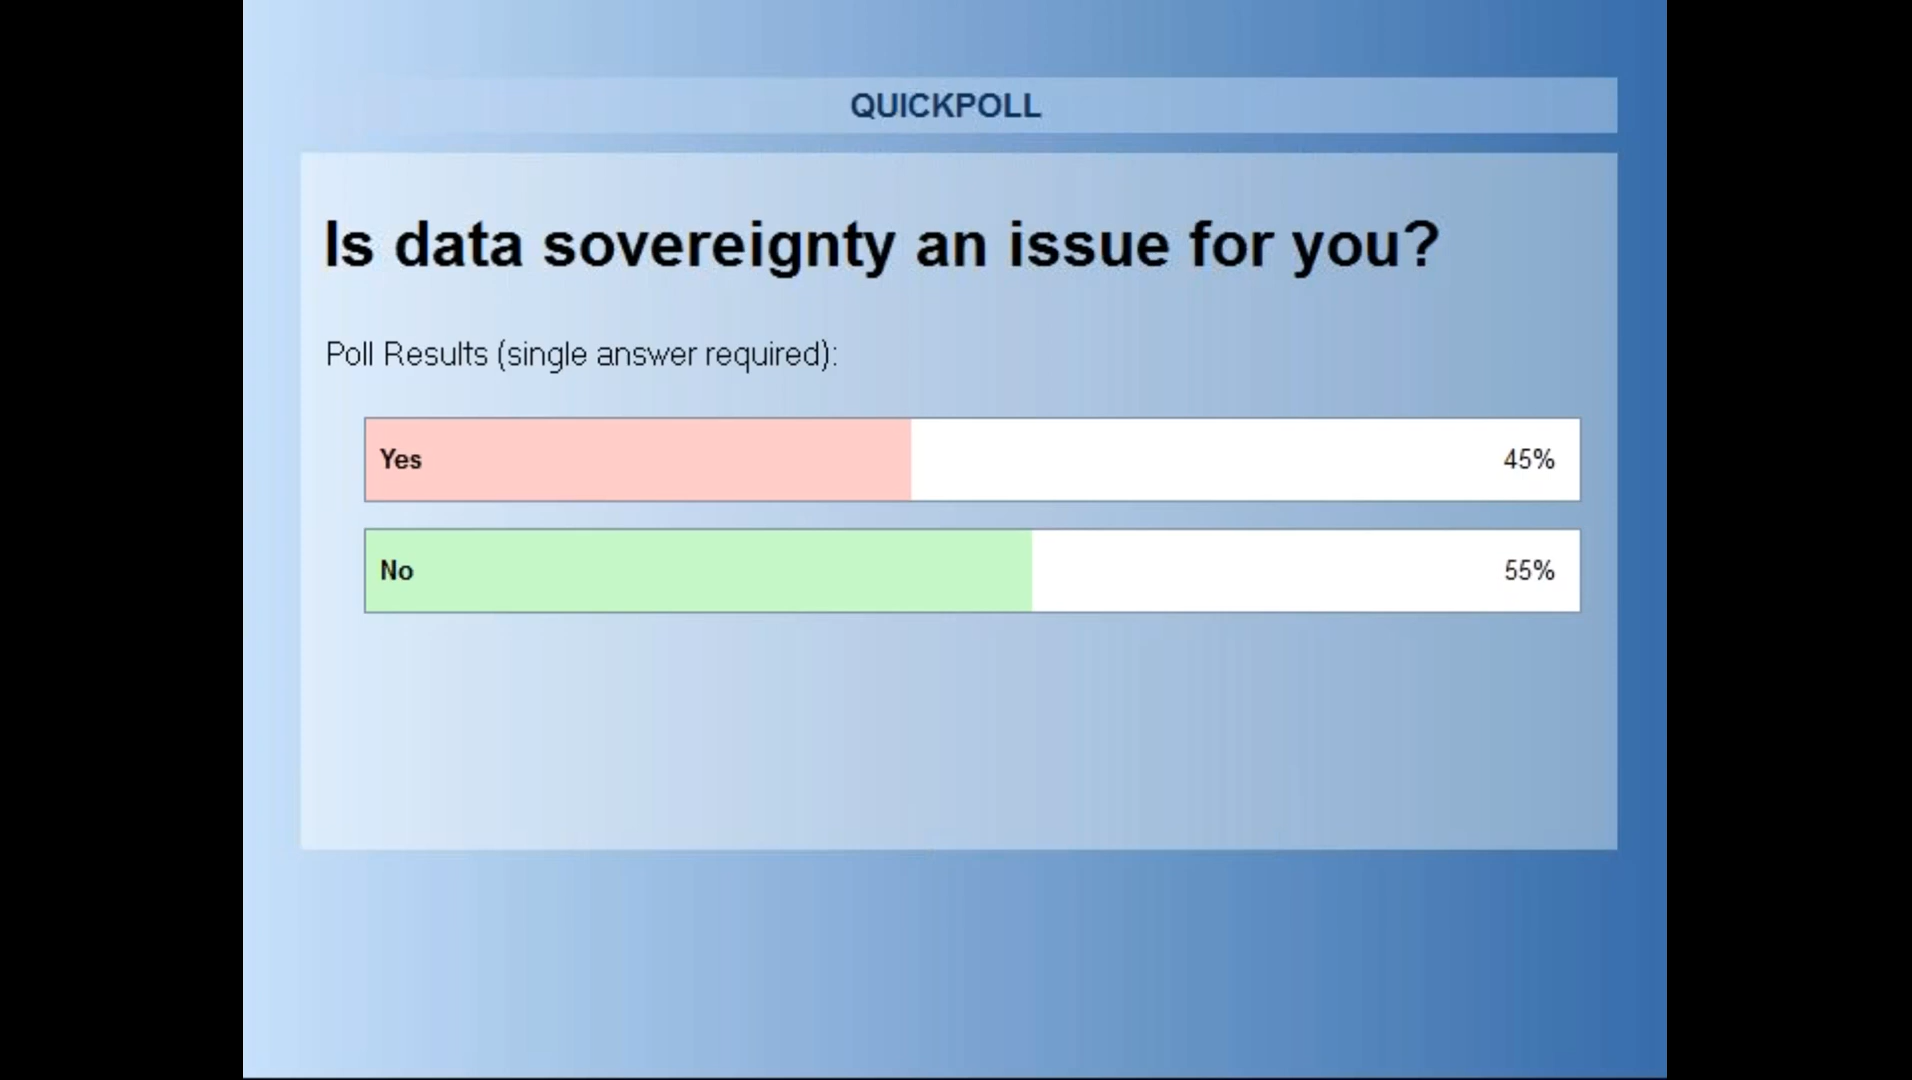 QUICKPOLL
Is data sovereignty an issue for you?
Poll Results (single answer required):
Yes 45%
No 55%